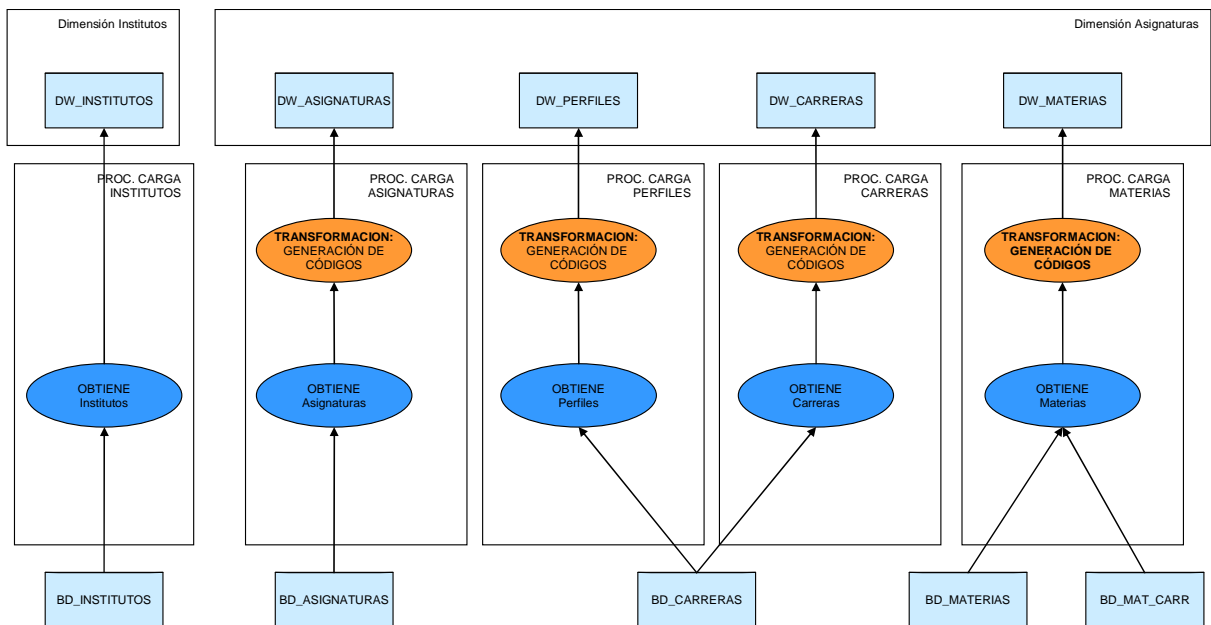 Dimensión Institutos
Dimensión Asignaturas
DW_INSTITUTOS
DW_ASIGNATURAS
DW_PERFILES
DW_CARRERAS
DW_MATERIAS
PROC. CARGA
INSTITUTOS
PROC. CARGA
ASIGNATURAS
PROC. CARGA
PERFILES
PROC. CARGA
CARRERAS
PROC. CARGA
MATERIAS
TRANSFORMACION:
GENERACIÓN DE
CÓDIGOS
TRANSFORMACION:
GENERACIÓN DE
CÓDIGOS
TRANSFORMACION:
GENERACIÓN DE
CÓDIGOS
TRANSFORMACION:
GENERACIÓN DE
CÓDIGOS
OBTIENE
Institutos
OBTIENE
Asignaturas
OBTIENE
Perfiles
OBTIENE
Carreras
OBTIENE
Materias
BD_INSTITUTOS
BD_ASIGNATURAS
BD_CARRERAS
BD_MATERIAS
BD_MAT_CARR